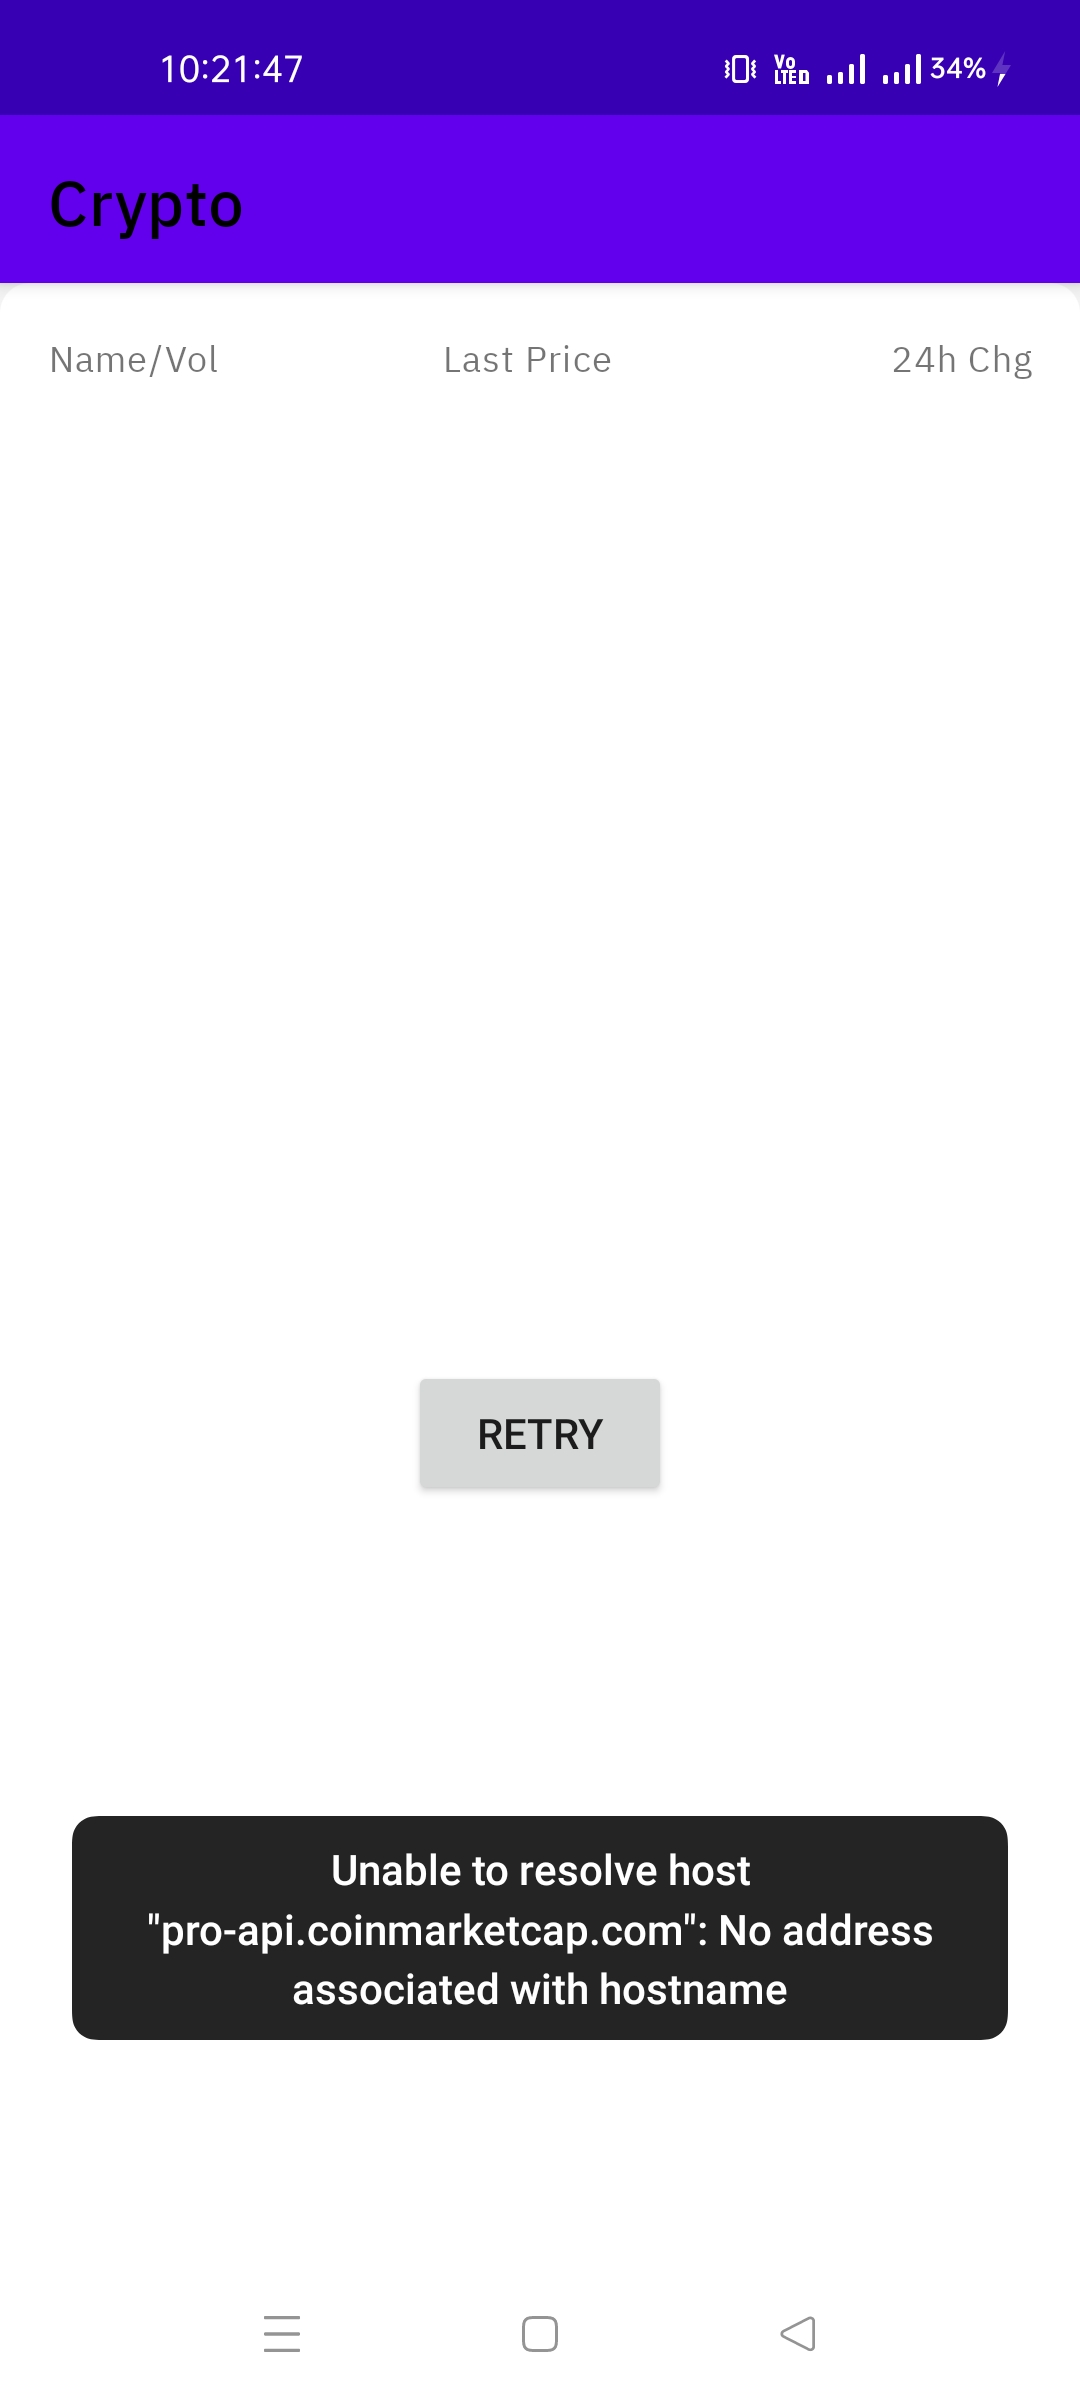 10:21:47 Vo LTE 34%
Crypto
Name/Vol Last Price 24h Chg
RETRY
Unable to resolve host
"pro-api.coinmarketcap.com": No address
associated with hostname